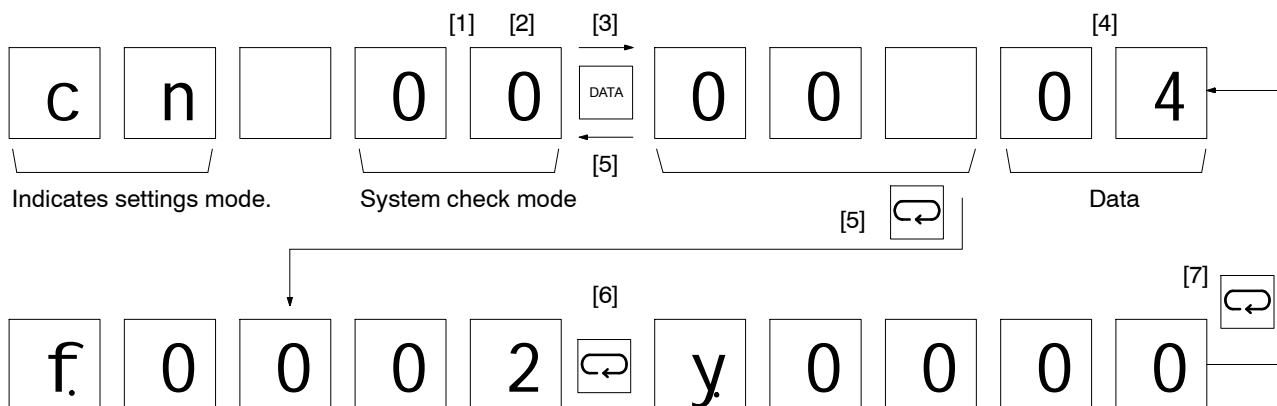 [1] [2] [3] [4]
c n 0 0 DATA 0 0 0 4
[5]
Indicates settings mode. System check mode Data
[5]
[6] [7]
f. 0 0 0 2 y. 0 0 0 0